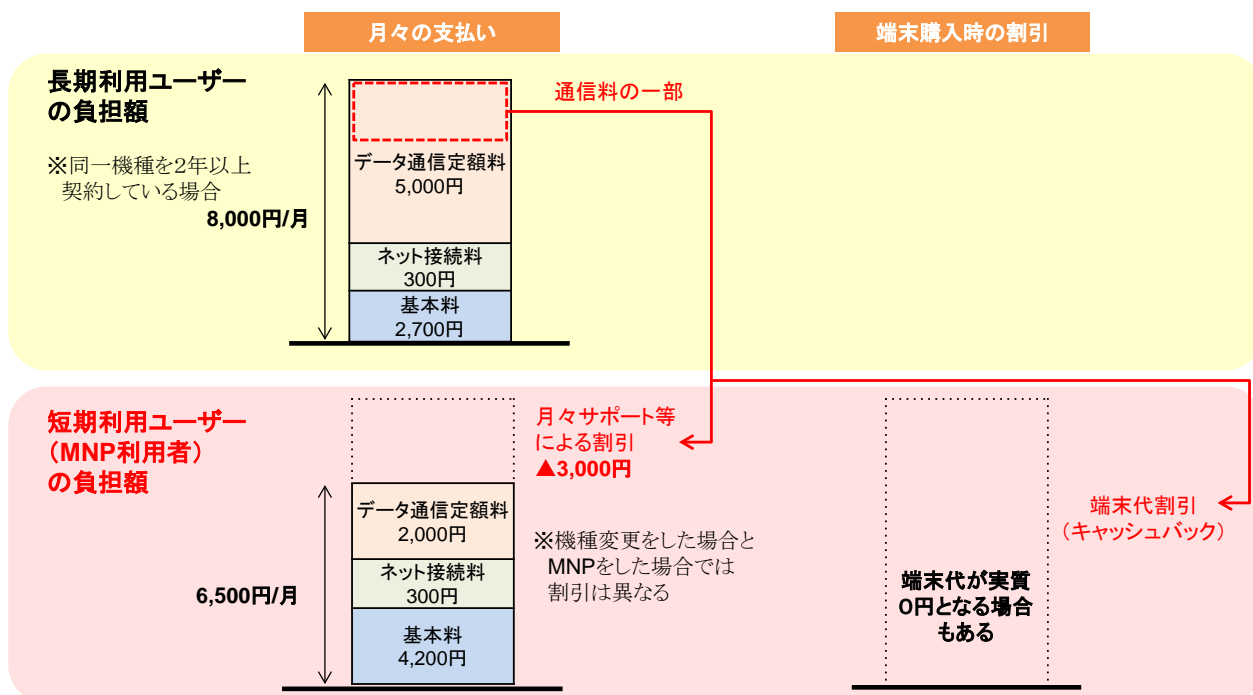 月々の支払い
端末購入時の割引
長期利用ユーザー
の負担額
※同一機種を2年以上
契約している場合
8,000円/月
通信料の一部
データ通信定額料
5,000円
ネット接続料
300円
基本料
2,700円
短期利用ユーザー
（MNP利用者）
の負担額
6,500円/月
データ通信定額料
2,000円
ネット接続料
300円
基本料
4,200円
月々サポート等
による割引
▲3,000円
※機種変更をした場合と
MNPをした場合では
割引は異なる
端末代が実質
0円となる場合
もある
端末代割引
（キャッシュバック）